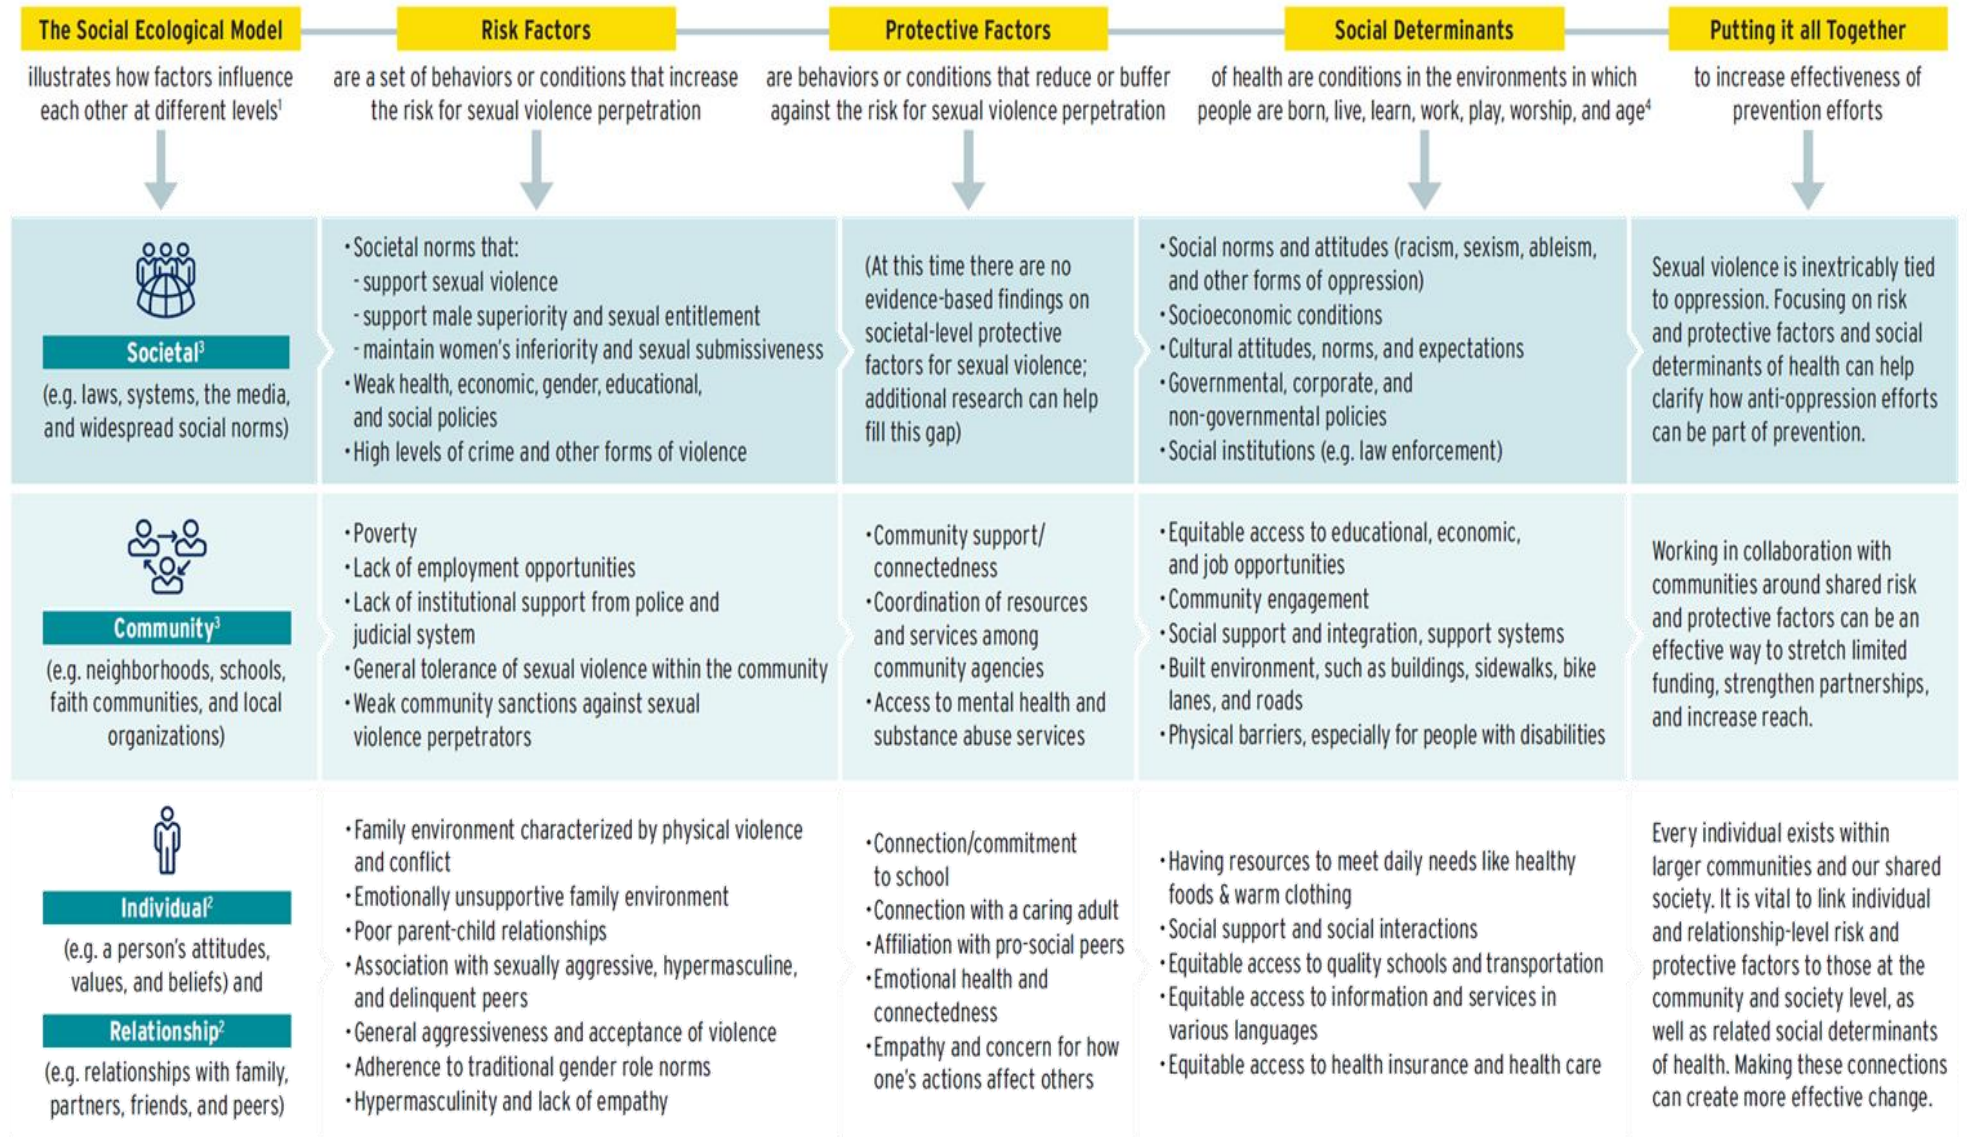 The Social Ecological Model
illustrates how factors influence
each other at different levels¹
Risk Factors
are a set of behaviors or conditions that increase
the risk for sexual violence perpetration
Protective Factors
are behaviors or conditions that reduce or buffer
against the risk for sexual violence perpetration
Social Determinants
of health are conditions in the environments in which
people are born, live, learn, work, play, worship, and age⁴
Putting it all Together
to increase effectiveness of
prevention efforts
Societal³
(e.g. laws, systems, the media,
and widespread social norms)
• Societal norms that:
- support sexual violence
- support male superiority and sexual entitlement
- maintain women's inferiority and sexual submissiveness
• Weak health, economic, gender, educational,
and social policies
• High levels of crime and other forms of violence
(At this time there are no
evidence-based findings on
societal-level protective
factors for sexual violence;
additional research can help
fill this gap)
• Social norms and attitudes (racism, sexism, ableism,
and other forms of oppression)
• Socioeconomic conditions
• Cultural attitudes, norms, and expectations
• Governmental, corporate, and
non-governmental policies
• Social institutions (e.g. law enforcement)
Sexual violence is inextricably tied
to oppression. Focusing on risk
and protective factors and social
determinants of health can help
clarify how anti-oppression efforts
can be part of prevention.
Community³
(e.g. neighborhoods, schools,
faith communities, and local
organizations)
• Poverty
• Lack of employment opportunities
• Lack of institutional support from police and
judicial system
• General tolerance of sexual violence within the community
• Weak community sanctions against sexual
violence perpetrators
• Community support/
connectedness
• Coordination of resources
and services among
community agencies
• Access to mental health and
substance abuse services
• Equitable access to educational, economic,
and job opportunities
• Community engagement
• Social support and integration, support systems
• Built environment, such as buildings, sidewalks, bike
lanes, and roads
• Physical barriers, especially for people with disabilities
Working in collaboration with
communities around shared risk
and protective factors can be an
effective way to stretch limited
funding, strengthen partnerships,
and increase reach.
Individual²
(e.g. a person's attitudes,
values, and beliefs) and
Relationship²
(e.g. relationships with family,
partners, friends, and peers)
• Family environment characterized by physical violence
and conflict
• Emotionally unsupportive family environment
• Poor parent-child relationships
• Association with sexually aggressive, hypermasculine,
and delinquent peers
• General aggressiveness and acceptance of violence
• Adherence to traditional gender role norms
• Hypermasculinity and lack of empathy
• Connection/commitment
to school
• Connection with a caring adult
• Affiliation with pro-social peers
• Emotional health and
connectedness
• Empathy and concern for how
one's actions affect others
• Having resources to meet daily needs like healthy
foods & warm clothing
• Social support and social interactions
• Equitable access to quality schools and transportation
• Equitable access to information and services in
various languages
• Equitable access to health insurance and health care
Every individual exists within
larger communities and our shared
society. It is vital to link individual
and relationship-level risk and
protective factors to those at the
community and society level, as
well as related social determinants
of health. Making these connections
can create more effective change.